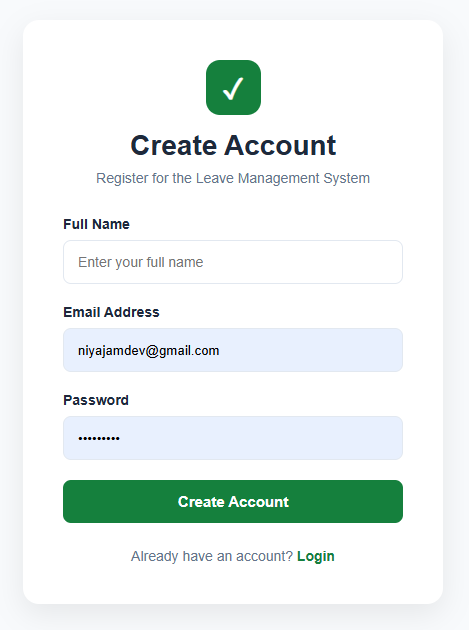 ✓
Create Account
Register for the Leave Management System
Full Name
Enter your full name
Email Address
niyajamdev@gmail.com
Password
•••••••••
Create Account
Already have an account? Login